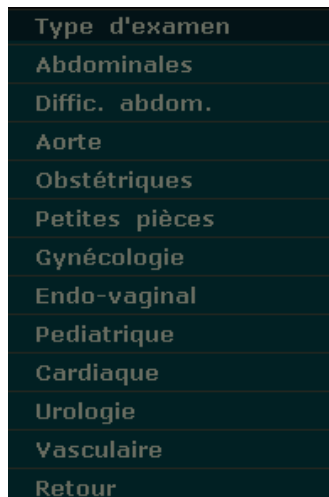 Type d'examen
Abdominales
Diffic. abdom.
Aorte
Obstétriques
Petites pièces
Gynécologie
Endo-vaginal
Pediatrique
Cardiaque
Urologie
Vasculaire
Retour